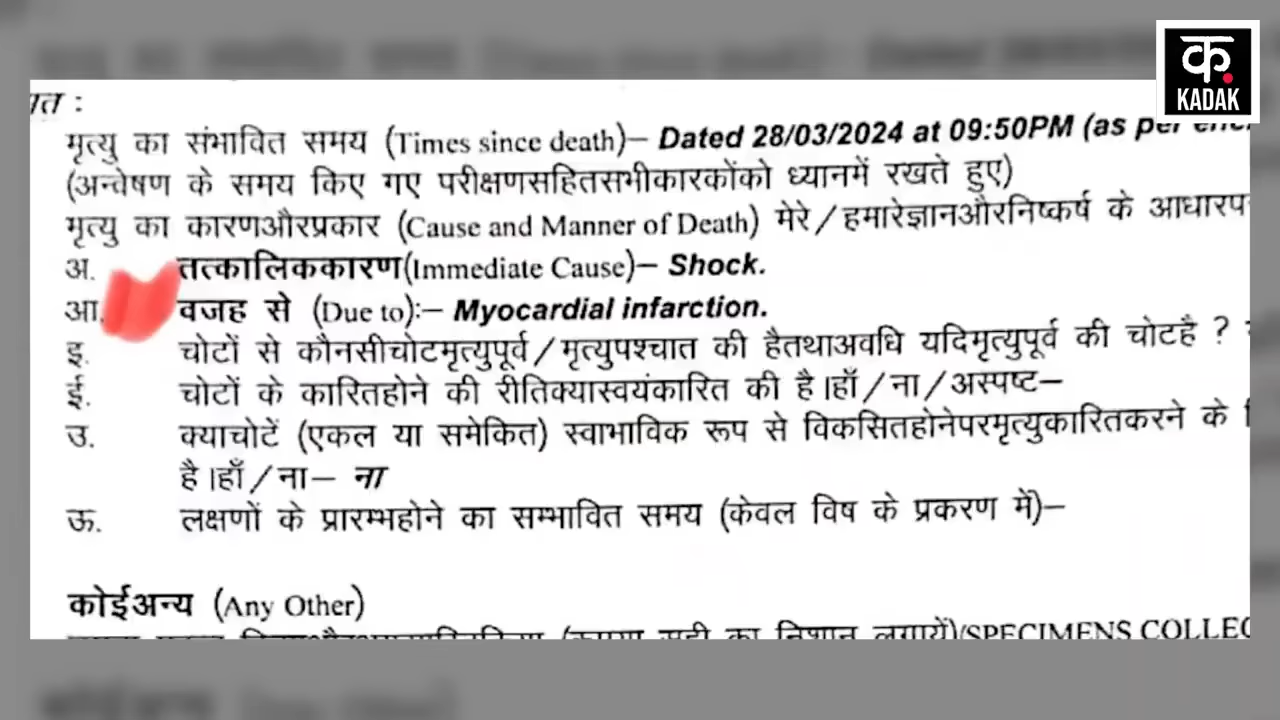 क.
KADAK
मृत्यु का संभावित समय (Times since death)– Dated 28/03/2024 at 09:50PM (as per
(अन्वेषण के समय किए गए परीक्षणसहितसभीकारकोंको ध्यानमें रखते हुए)
मृत्यु का कारणऔरप्रकार (Cause and Manner of Death) मेरे/हमारेज्ञानऔरनिष्कर्ष के
अ. तत्कालिककारण(Immediate Cause)– Shock.
आ. वजह से (Due to):– Myocardial infarction.
इ. चोटों से कौनसीचोटमृत्युपूर्व/मृत्युपश्चात की हैतथाअवधि यदिमृत्युपूर्व की चोटहै ?
ई. चोटों के कारितहोने की रीतिक्यास्वयंकारित की है।हाँ/ना/अस्पष्ट–
उ. क्याचोटें (एकल या समेकित) स्वाभाविक रूप से विकसितहोनेपरमृत्युकारितकरने के
है।हाँ/ना– ना
ऊ. लक्षणों के प्रारम्भहोने का सम्भावित समय (केवल विष के प्रकरण में)–
कोईअन्य (Any Other)